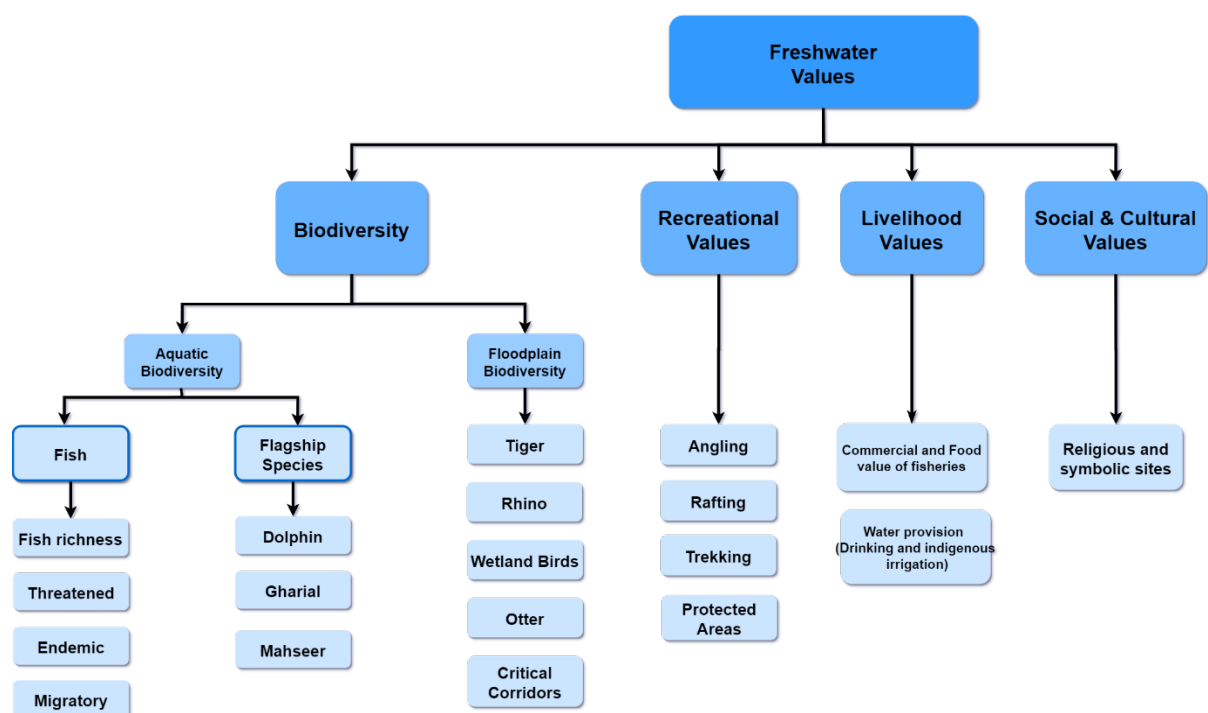 Freshwater
Values
Biodiversity
Recreational
Values
Livelihood
Values
Social & Cultural
Values
Aquatic
Biodiversity
Floodplain
Biodiversity
Fish
Flagship
Species
Fish richness
Threatened
Endemic
Migratory
Dolphin
Gharial
Mahseer
Tiger
Rhino
Wetland Birds
Otter
Critical
Corridors
Angling
Rafting
Trekking
Protected
Areas
Commercial and Food
value of fisheries
Water provision
(Drinking and indigenous
irrigation)
Religious and
symbolic sites